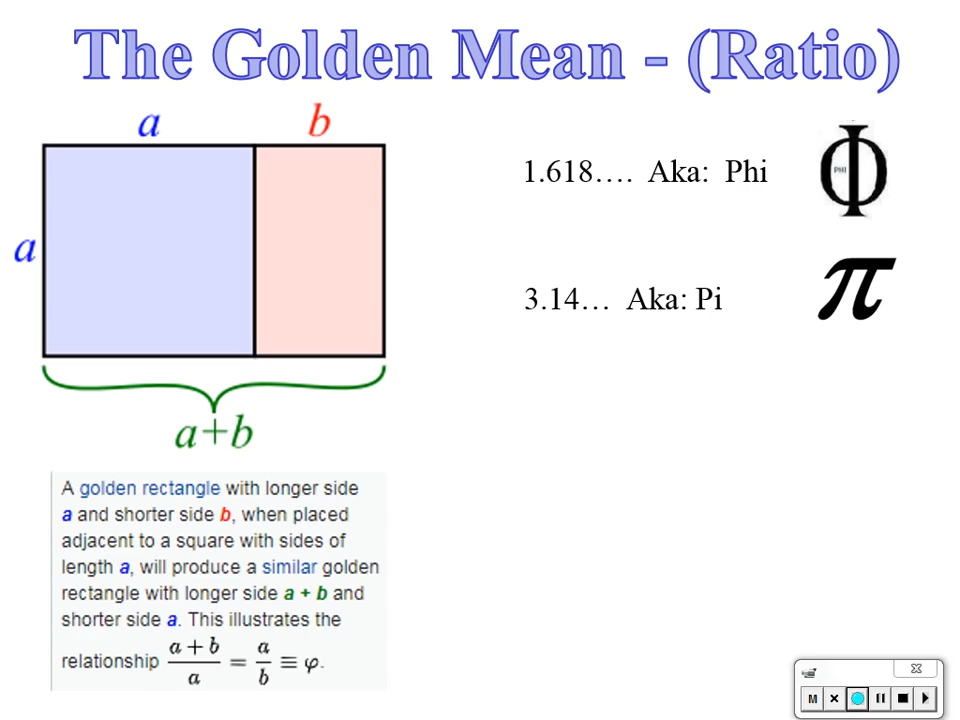 The Golden Mean - (Ratio)
a b
1.618…. Aka: Phi
PHI
a
3.14… Aka: Pi
π
a+b
A golden rectangle with longer side
a and shorter side b, when placed
adjacent to a square with sides of
length a, will produce a similar golden
rectangle with longer side a + b and
shorter side a. This illustrates the
relationship (a + b)/a = a/b ≡ φ.
M